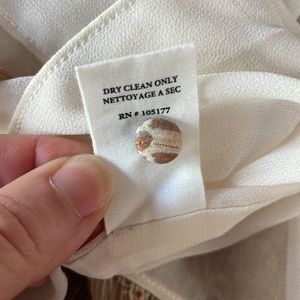 DRY CLEAN ONLY
NETTOYAGE A SEC
RN # 105177